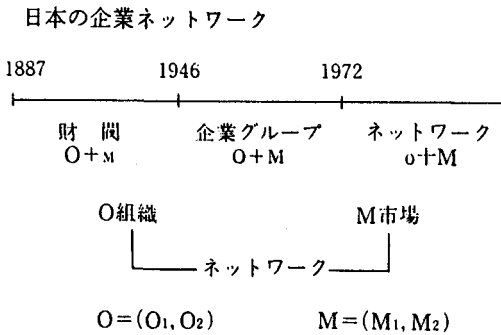 日本の企業ネットワーク
1887 1946 1972
財閥 企業グループ ネットワーク
O+M O+M o+M
O組織 M市場
ネットワーク
O=(O1, O2) M=(M1, M2)